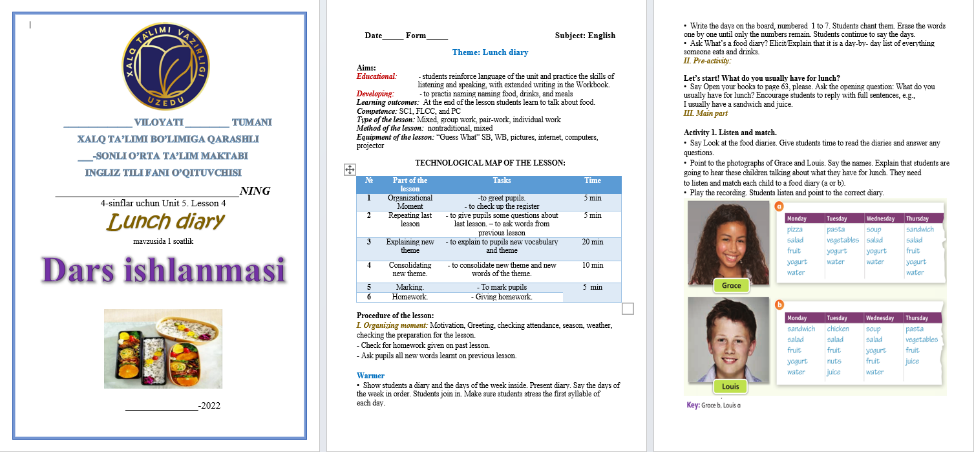 XALQ TALIMI VAZIRLIGI
UZEDU
______________ VILOYATI _________ TUMANI
XALQ TA'LIMI BO'LIMIGA QARASHLI
___-SONLI O'RTA TA'LIM MAKTABI
INGLIZ TILI FANI O'QITUVCHISI
___________________________________NING
4-sinflar uchun Unit 5. Lesson 4
Lunch diary
mavzusida 1 soatlik
Dars ishlanmasi
_______________-2022
Date_____ Form_____ Subject: English
Theme: Lunch diary
Aims:
Educational: - students reinforce language of the unit and practice the skills of
listening and speaking, with extended writing in the Workbook.
Developing: - to practis naming naming food, drinks, and meals
Learning outcomes: At the end of the lesson students learn to talk about food.
Competence: SC1, FLCC, and PC
Type of the lesson: Mixed, group work, pair-work, individual work
Method of the lesson: nontraditional, mixed
Equipment of the lesson: “Guess What” SB, WB, pictures, internet, computers,
projector
TECHNOLOGICAL MAP OF THE LESSON:
№ Part of the lesson Tasks Time
1 Organizational Moment -to greet pupils. - to check up the register 5 min
2 Repeating last lesson - to give pupils some questions about last lesson. – to ask words from previous lesson 5 min
3 Explaining new theme - to explain to pupils new vocabulary and theme 20 min
4 Consolidating new theme. - to consolidate new theme and new words of the theme. 10 min
5 Marking. - To mark pupils 5 min
6 Homework. - Giving homework.
Procedure of the lesson:
I. Organizing moment: Motivation, Greeting, checking attendance, season, weather,
checking the preparation for the lesson.
- Check for homework given on past lesson.
- Ask pupils all new words learnt on previous lesson.
Warmer
• Show students a diary and the days of the week inside. Present diary. Say the days of
the week in order. Students join in. Make sure students stress the first syllable of
each day.
• Write the days on the board, numbered 1 to 7. Students chant them. Erase the words
one by one until only the numbers remain. Students continue to say the days.
• Ask What’s a food diary? Elicit/Explain that it is a day-by- day list of everything
someone eats and drinks.
II. Pre-activity:
Let’s start! What do you usually have for lunch?
• Say Open your books to page 63, please. Ask the opening question: What do you
usually have for lunch? Encourage students to reply with full sentences, e.g.,
I usually have a sandwich and juice.
III. Main part
Activity 1. Listen and match.
• Say Look at the food diaries. Give students time to read the diaries and answer any
questions.
• Point to the photographs of Grace and Louis. Say the names. Explain that students are
going to hear these children talking about what they have for lunch. They need
to listen and match each child to a food diary (a or b).
• Play the recording. Students listen and point to the correct diary.
a
Monday Tuesday Wednesday Thursday
pizza pasta soup sandwich
salad vegetables salad salad
fruit yogurt yogurt fruit
yogurt water water yogurt
water water
Grace
b
Monday Tuesday Wednesday Thursday
sandwich chicken soup pasta
salad salad salad vegetables
fruit fruit yogurt fruit
yogurt nuts fruit juice
water juice water
Louis
Key: Grace b, Louis a